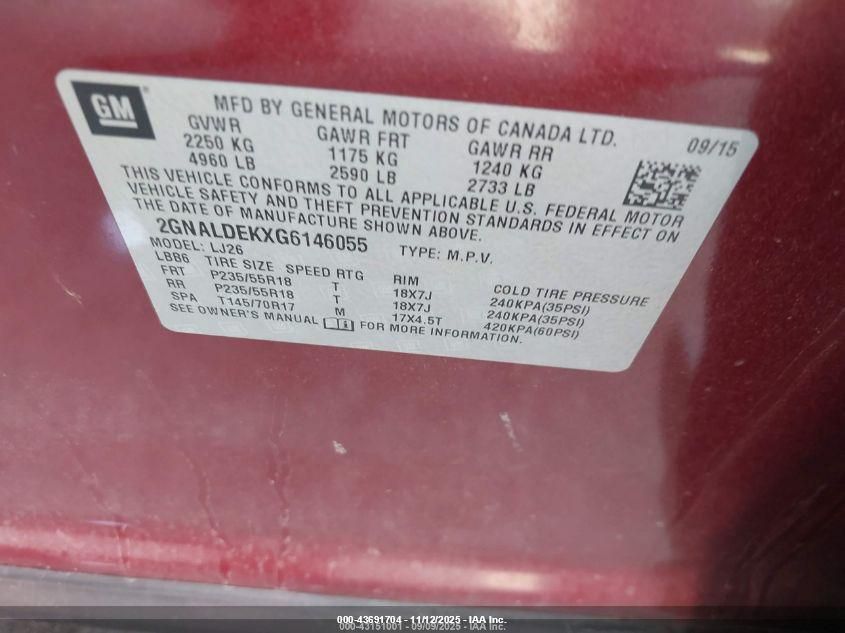 GM
MFD BY GENERAL MOTORS OF CANADA LTD. 09/15
GVWR GAWR FRT GAWR RR
2250 KG 1175 KG 1240 KG
4960 LB 2590 LB 2733 LB
THIS VEHICLE CONFORMS TO ALL APPLICABLE U.S. FEDERAL MOTOR
VEHICLE SAFETY AND THEFT PREVENTION STANDARDS IN EFFECT ON
THE DATE OF MANUFACTURE SHOWN ABOVE.
2GNALDEKXG6146055 TYPE: M.P.V.
MODEL: LJ26
LBB6 TIRE SIZE SPEED RTG RIM COLD TIRE PRESSURE
FRT P235/55R18 T 18X7J 240KPA(35PSI)
RR P235/55R18 T 18X7J 240KPA(35PSI)
SPA T145/70R17 M 17X4.5T 420KPA(60PSI)
SEE OWNER'S MANUAL FOR MORE INFORMATION.
000-43691704 - 11/12/2025 - IAA Inc.
000-43151001 - 09/09/2025 - IAA Inc.